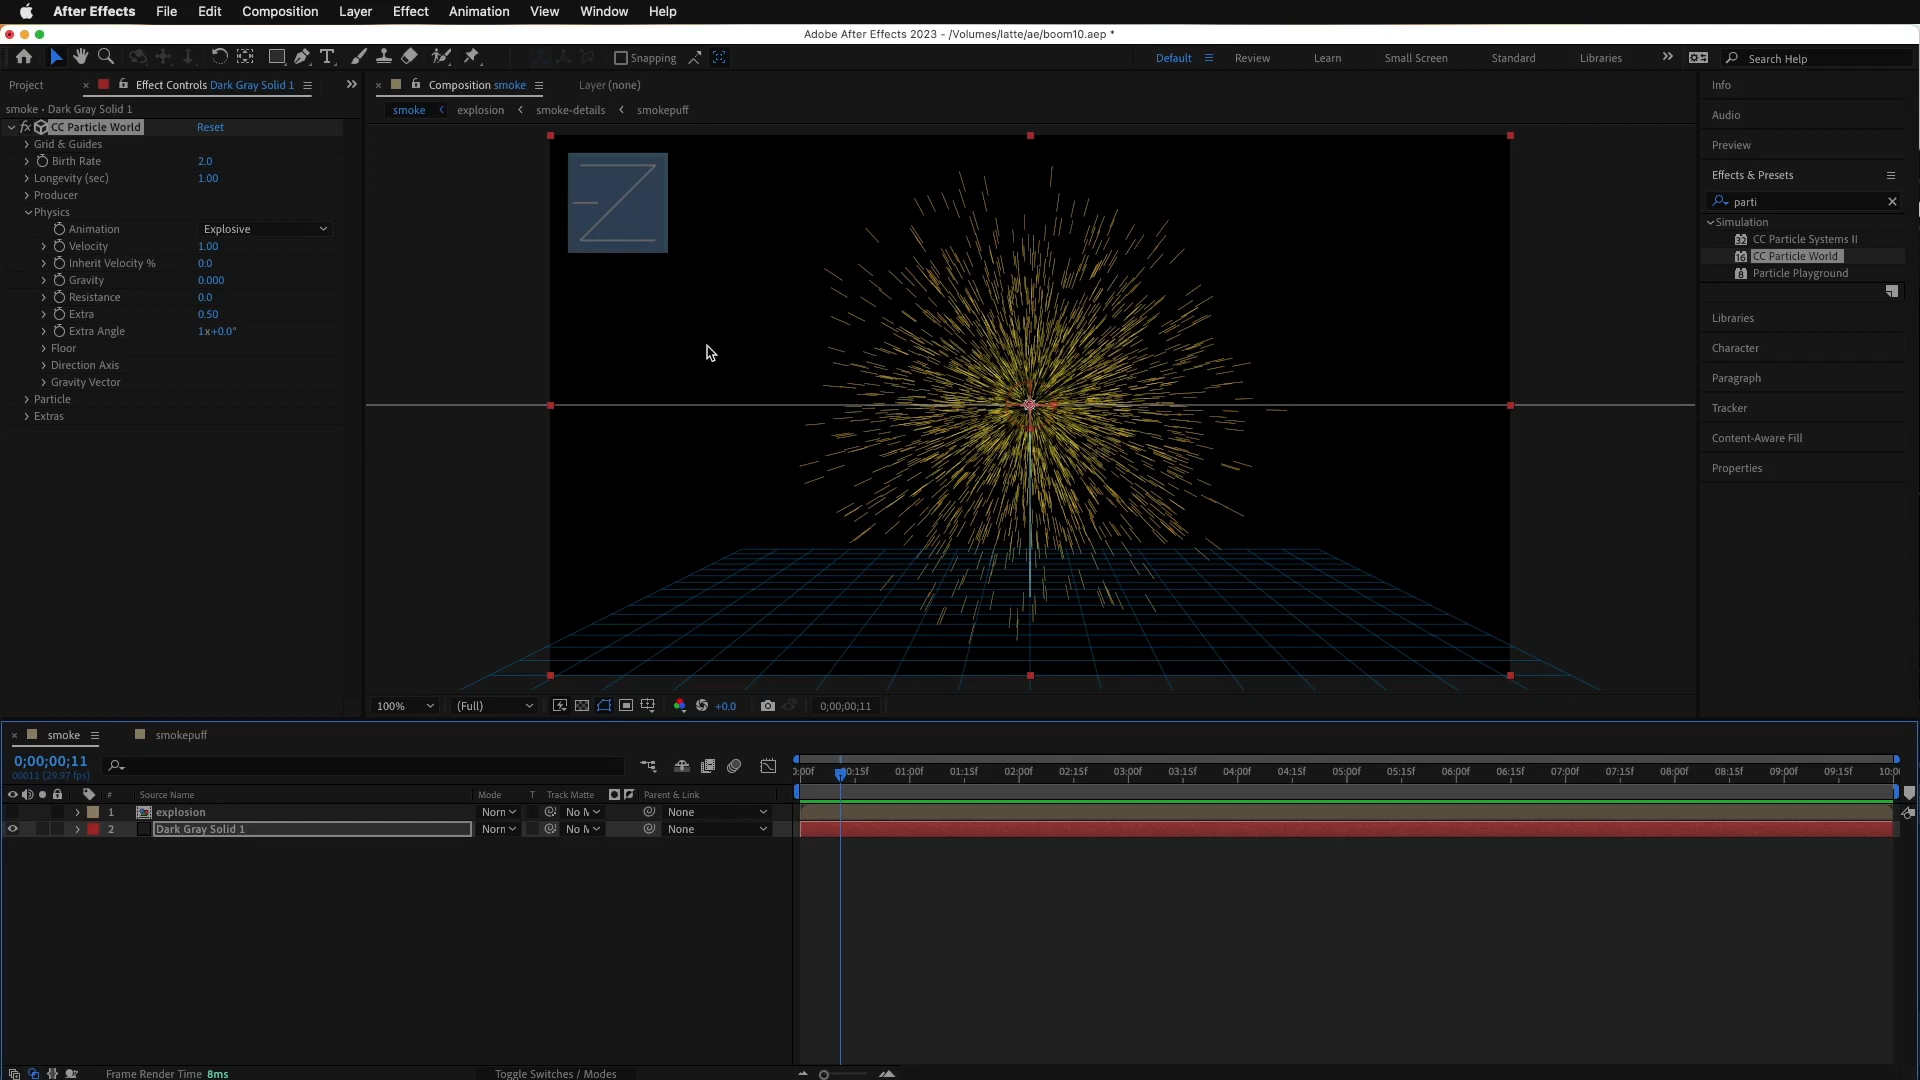 After Effects File Edit Composition Layer Effect Animation View Window Help
Adobe After Effects 2023 - /Volumes/latte/ae/boom10.aep *
Snapping Default Review Learn Small Screen Standard Libraries Search Help
Project Effect Controls Dark Gray Solid 1
Composition smoke Layer (none)
smoke • Dark Gray Solid 1
smoke explosion smoke-details smokepuff
fx CC Particle World Reset
Grid & Guides
Birth Rate 2.0
Longevity (sec) 1.00
Producer
Physics
Animation Explosive
Velocity 1.00
Inherit Velocity % 0.0
Gravity 0.000
Resistance 0.0
Extra 0.50
Extra Angle 1x+0.0°
Floor
Direction Axis
Gravity Vector
Particle
Extras
100% (Full) +0.0 0;00;00;11
Info
Audio
Preview
Effects & Presets
parti
Simulation
CC Particle Systems II
CC Particle World
Particle Playground
Libraries
Character
Paragraph
Tracker
Content-Aware Fill
Properties
smoke smokepuff
0;00;00;11
00011 (29.97 fps)
00:15f 01:00f 01:15f 02:00f 02:15f 03:00f 03:15f 04:00f 04:15f 05:00f 05:15f 06:00f 06:15f 07:00f 07:15f 08:00f 08:15f 09:00f 09:15f 10:0
# Source Name Mode T Track Matte Parent & Link
1 explosion Norn No M None
2 Dark Gray Solid 1 Norn No M None
Frame Render Time 8ms Toggle Switches / Modes